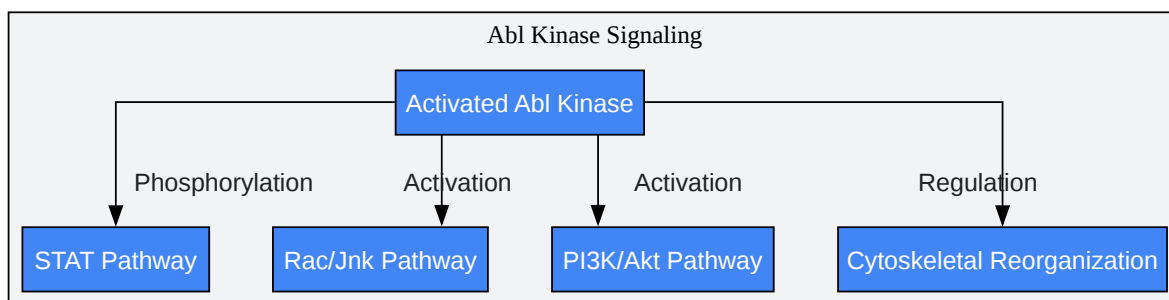 Abl Kinase Signaling
Activated Abl Kinase
Phosphorylation
Activation
Activation
Regulation
STAT Pathway
Rac/Jnk Pathway
PI3K/Akt Pathway
Cytoskeletal Reorganization